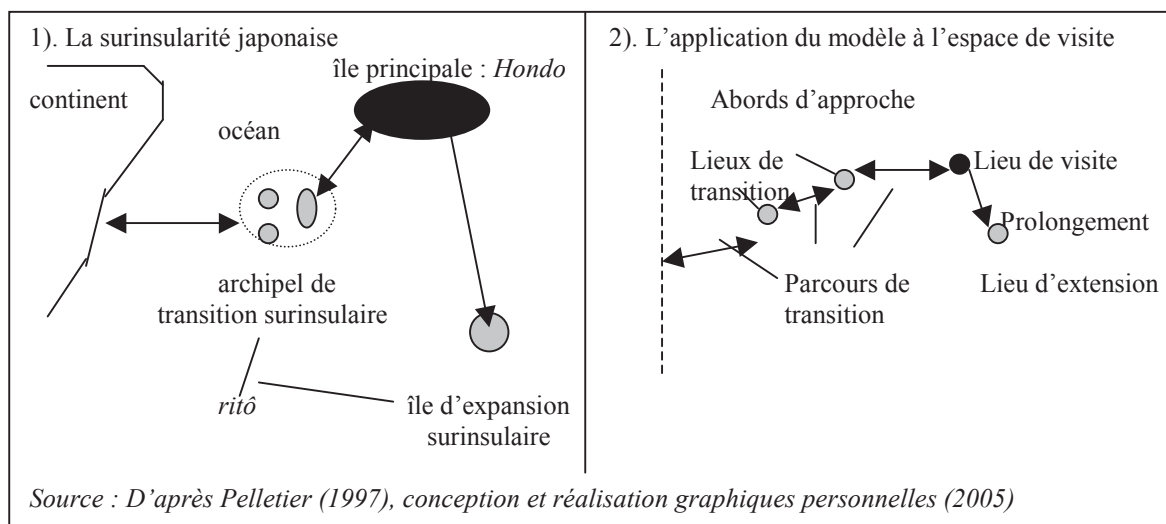 1). La surinsularité japonaise
île principale : Hondo
continent
océan
archipel de
transition surinsulaire
ritô
île d’expansion
surinsulaire
2). L’application du modèle à l’espace de visite
Abords d’approche
Lieux de
transition
Lieu de visite
Prolongement
Parcours de
transition
Lieu d’extension
Source : D’après Pelletier (1997), conception et réalisation graphiques personnelles (2005)